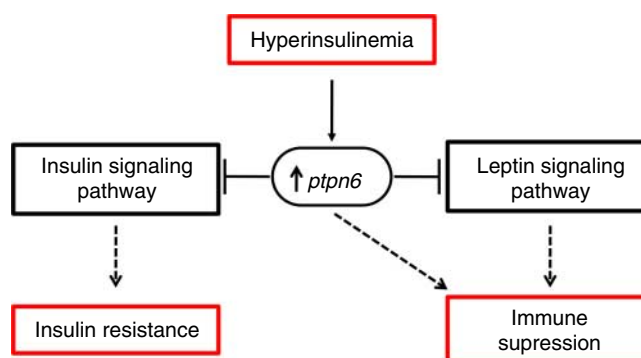 Hyperinsulinemia
Insulin signaling
pathway
↑ ptpn6
Leptin signaling
pathway
Insulin resistance
Immune
supression